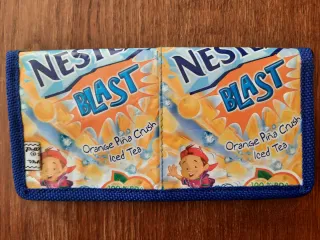 NESTE
BLAST
Orange Piña Crush
Iced Tea
NESTE
BLAST
Orange Piña Crush
Iced Tea